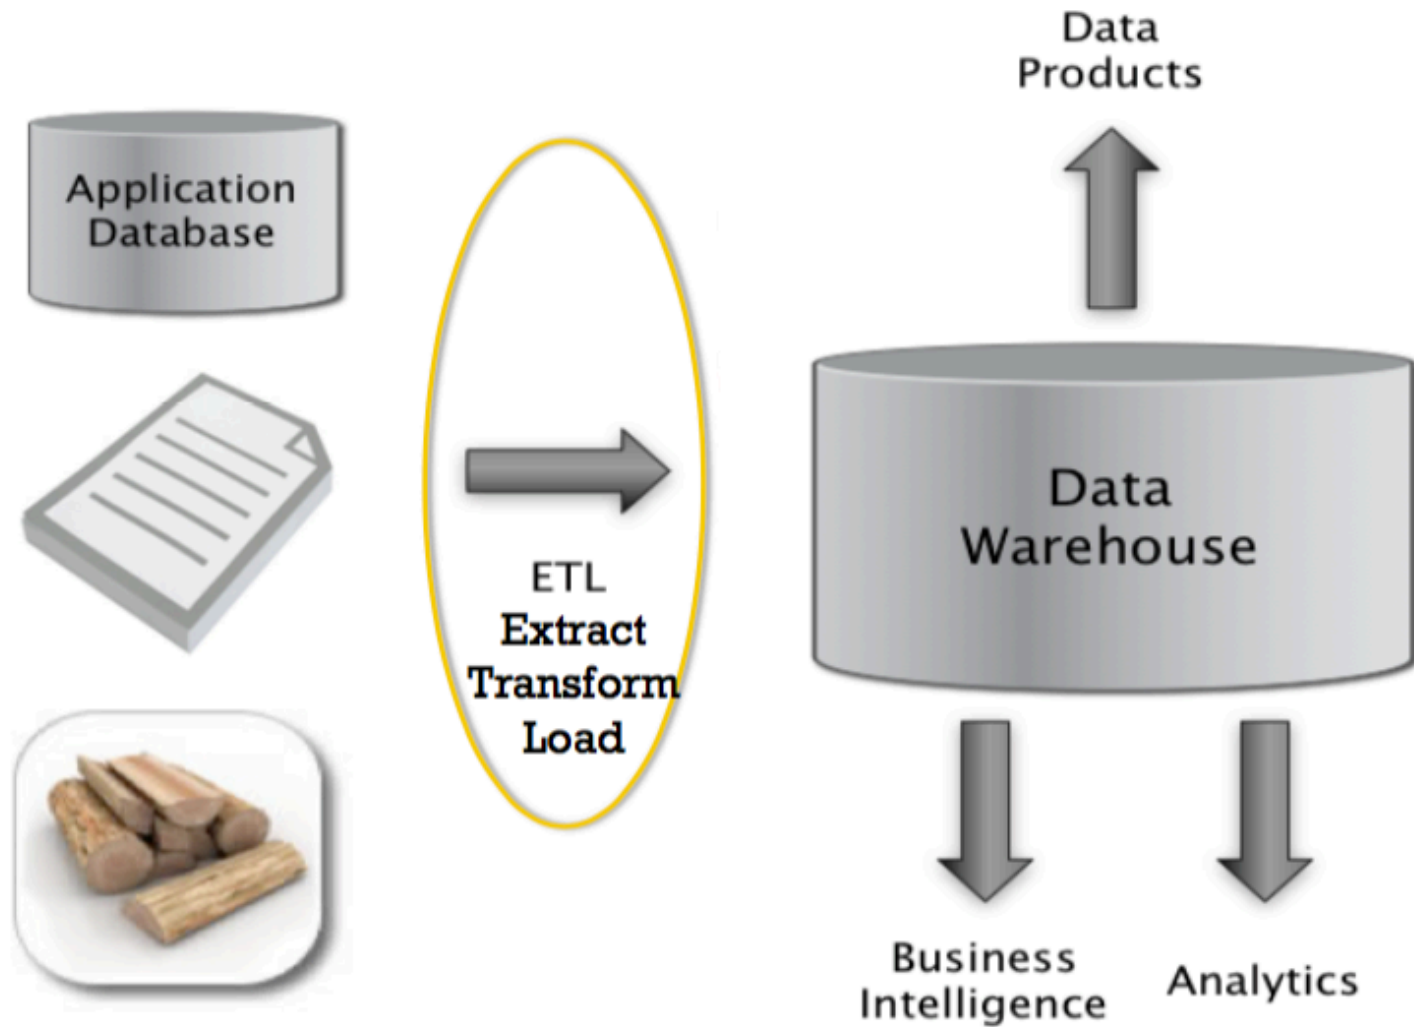 Application
Database
ETL
Extract
Transform
Load
Data
Products
Data
Warehouse
Business
Intelligence
Analytics